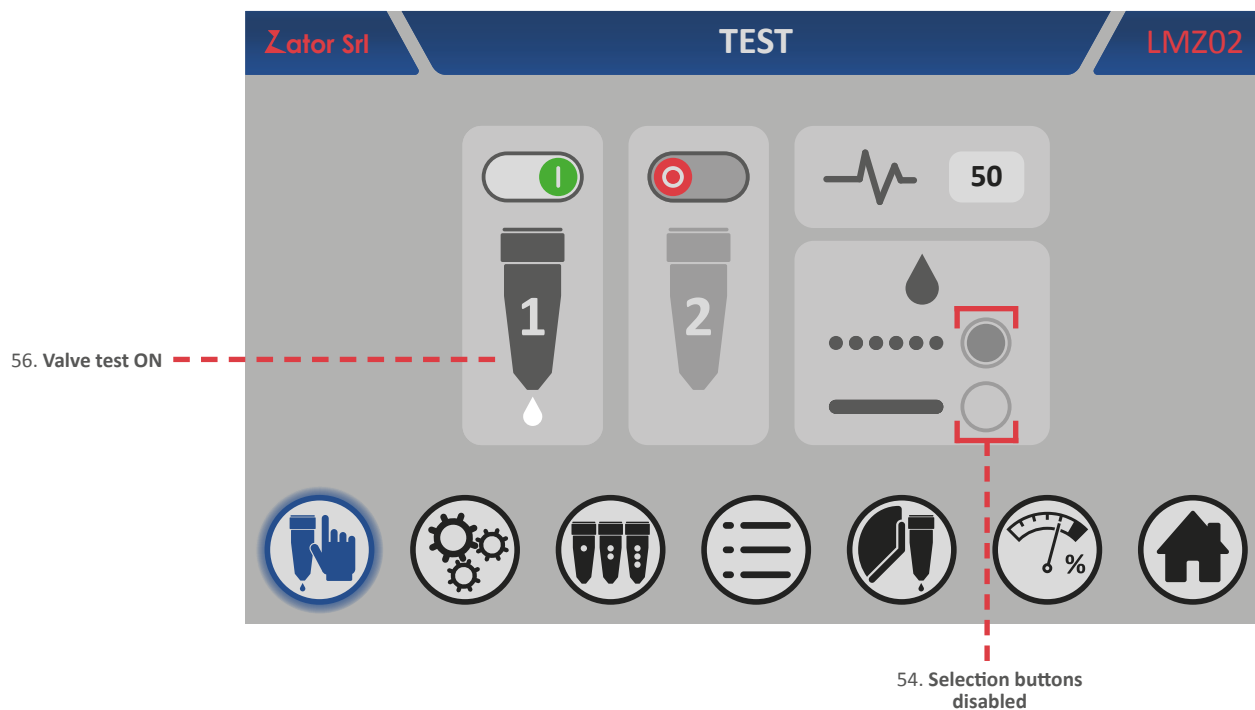 Zator Srl
TEST
LMZ02
50
1
2
56. Valve test ON
%
54. Selection buttons
disabled